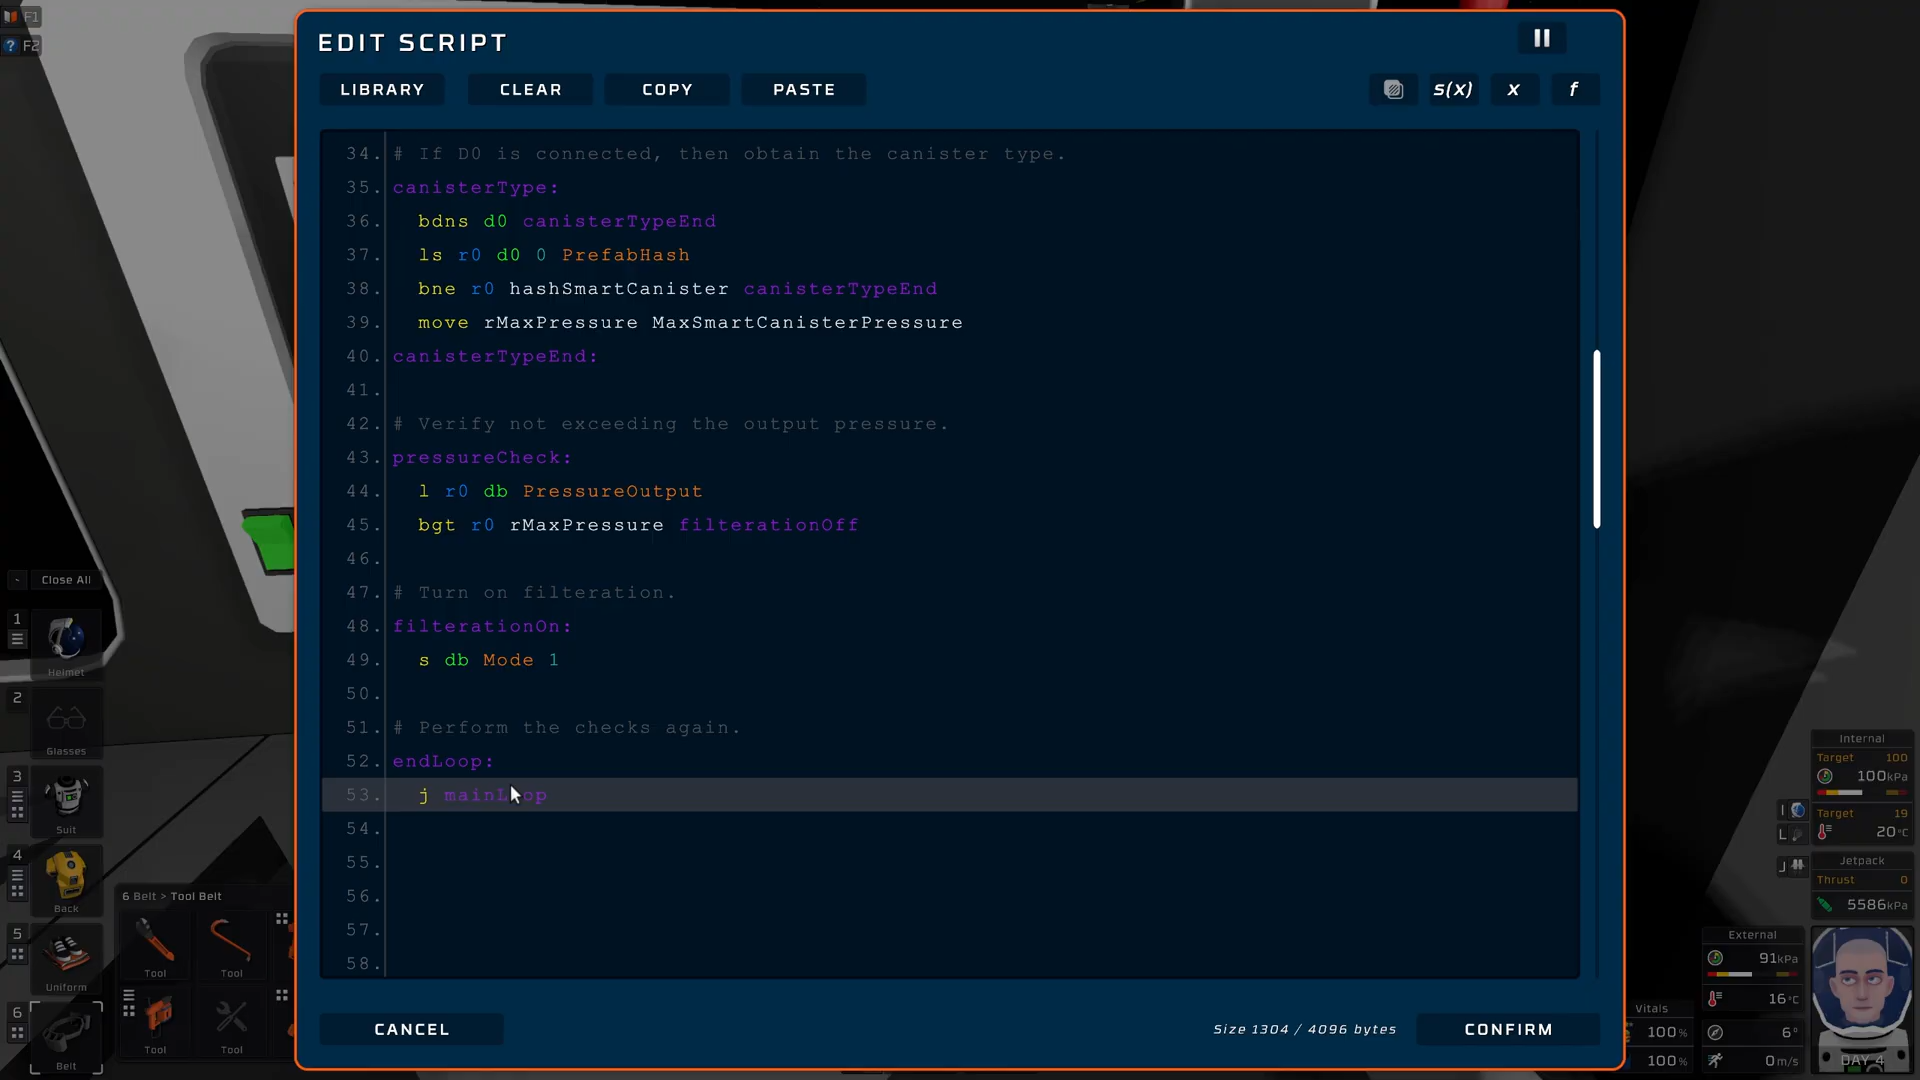 F1
F2
EDIT SCRIPT
LIBRARY CLEAR COPY PASTE s(x) x f
34. # If D0 is connected, then obtain the canister type.
35. canisterType:
36. bdns d0 canisterTypeEnd
37. ls r0 d0 0 PrefabHash
38. bne r0 hashSmartCanister canisterTypeEnd
39. move rMaxPressure MaxSmartCanisterPressure
40. canisterTypeEnd:
41.
42. # Verify not exceeding the output pressure.
43. pressureCheck:
44. l r0 db PressureOutput
45. bgt r0 rMaxPressure filterationOff
46.
47. # Turn on filteration.
48. filterationOn:
49. s db Mode 1
50.
51. # Perform the checks again.
52. endLoop:
53. j mainLoop
54.
55.
56.
57.
58.
CANCEL Size 1304 / 4096 bytes CONFIRM
~ Close All
1
Helmet
2
Glasses
3
Suit
4
Back
5
Uniform
6
Belt
6 Belt > Tool Belt
Tool Tool
Tool Tool
Internal
Target 100
100kPa
Target 19
20°C
I
L
J
Jetpack
Thrust 0
5586kPa
External
91kPa
16°C
6°
0m/s
Vitals
100%
100%
DAY 4